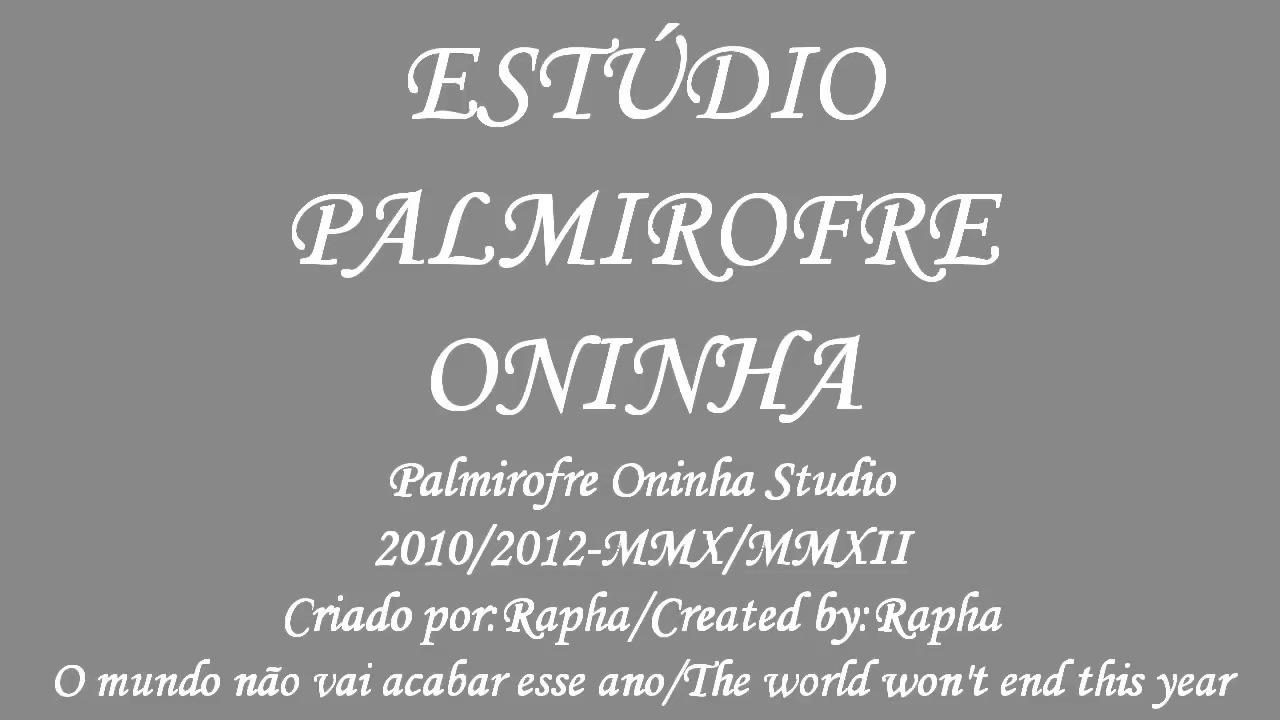 ESTÚDIO
PALMIROFRE
ONINHA
Palmirofre Oninha Studio
2010/2012-MMX/MMXII
Criado por:Rapha/Created by:Rapha
O mundo não vai acabar esse ano/The world won't end this year